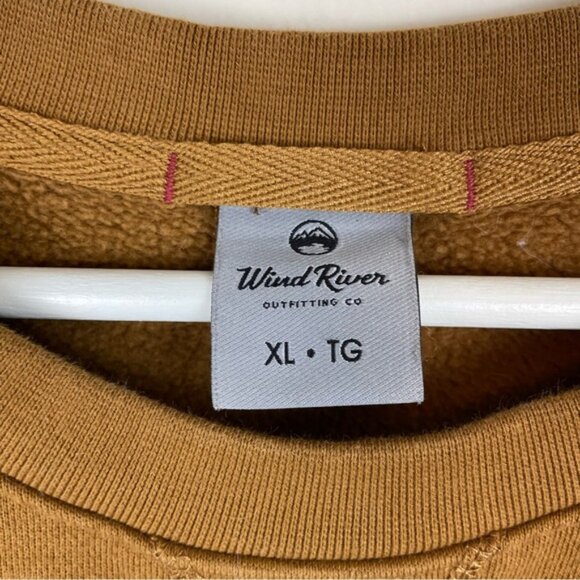 Wind River
OUTFITTING CO
XL • TG